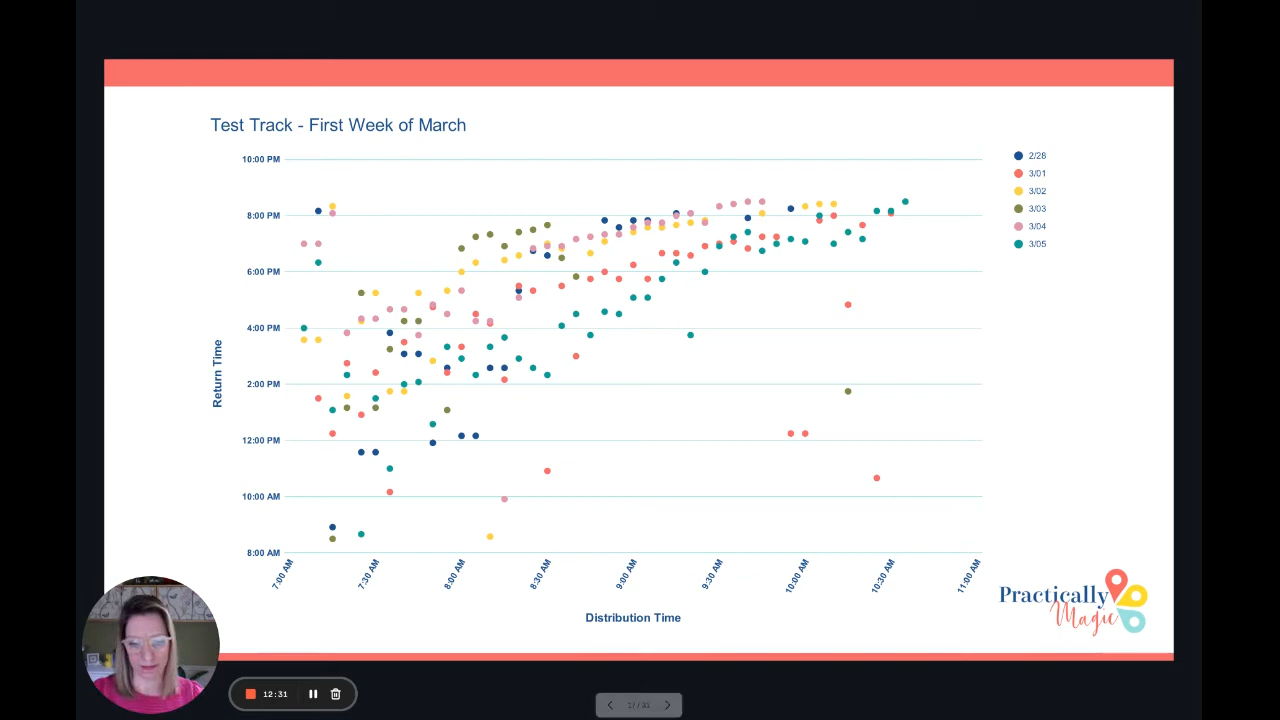 Test Track - First Week of March
10:00 PM
8:00 PM
6:00 PM
4:00 PM
2:00 PM
12:00 PM
10:00 AM
8:00 AM
Return Time
7:00 AM
7:30 AM
8:00 AM
8:30 AM
9:00 AM
9:30 AM
10:00 AM
10:30 AM
11:00 AM
Distribution Time
2/28
3/01
3/02
3/03
3/04
3/05
Practically
Magic
12:31